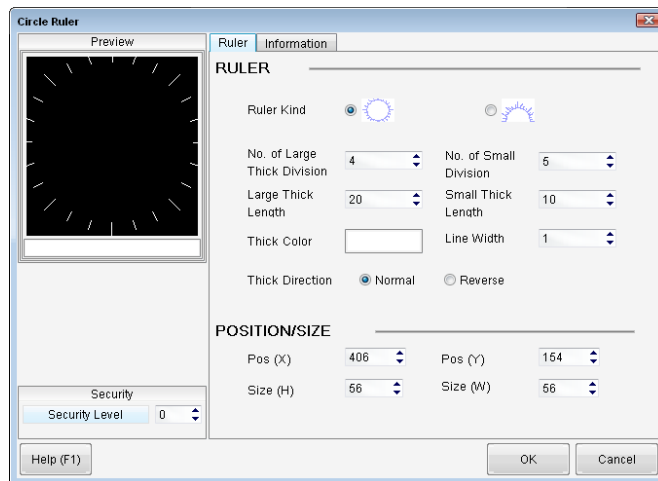 Circle Ruler
Preview
Ruler Information
RULER
Ruler Kind
No. of Large Thick Division 4 No. of Small Division 5
Large Thick Length 20 Small Thick Length 10
Thick Color Line Width 1
Thick Direction Normal Reverse
POSITION/SIZE
Pos (X) 406 Pos (Y) 154
Size (H) 56 Size (W) 56
Security
Security Level 0
Help (F1) OK Cancel